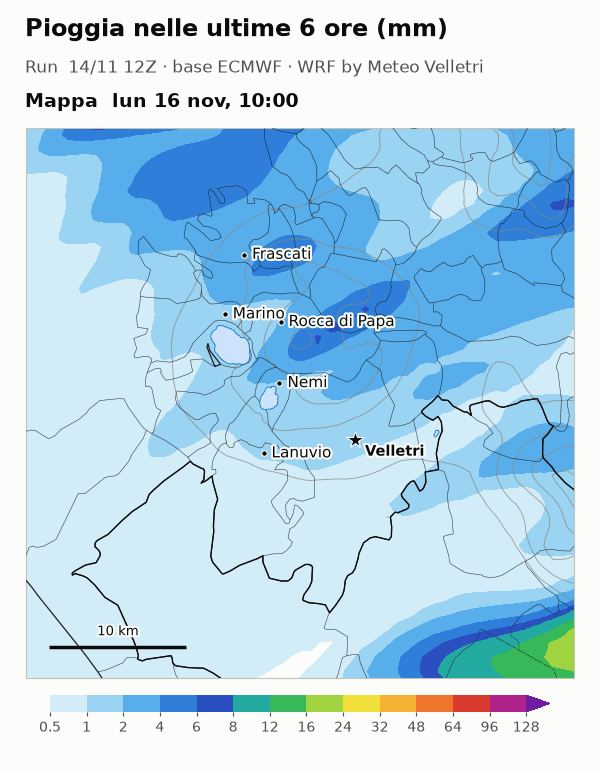 Pioggia nelle ultime 6 ore (mm)
Run  14/11 12Z · base ECMWF · WRF by Meteo Velletri
Mappa  lun 16 nov, 10:00
Frascati
Marino
Rocca di Papa
Nemi
Velletri
Lanuvio
10 km
0.5 1 2 4 6 8 12 16 24 32 48 64 96 128